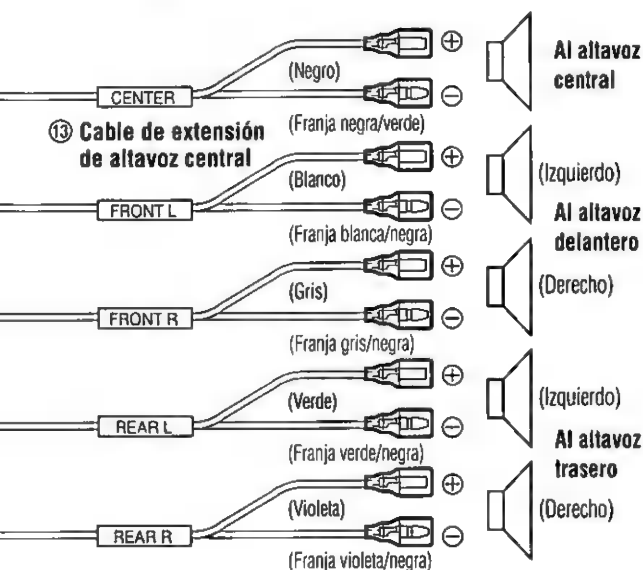 ⊕
(Negro)
Al altavoz
central
CENTER
⊖
(Franja negra/verde)
⑬ Cable de extensión
de altavoz central
⊕
(Blanco)
(Izquierdo)
FRONT L
⊖
(Franja blanca/negra)
Al altavoz
delantero
⊕
(Gris)
(Derecho)
FRONT R
⊖
(Franja gris/negra)
⊕
(Verde)
(Izquierdo)
REAR L
⊖
(Franja verde/negra)
Al altavoz
trasero
⊕
(Violeta)
(Derecho)
REAR R
⊖
(Franja violeta/negra)